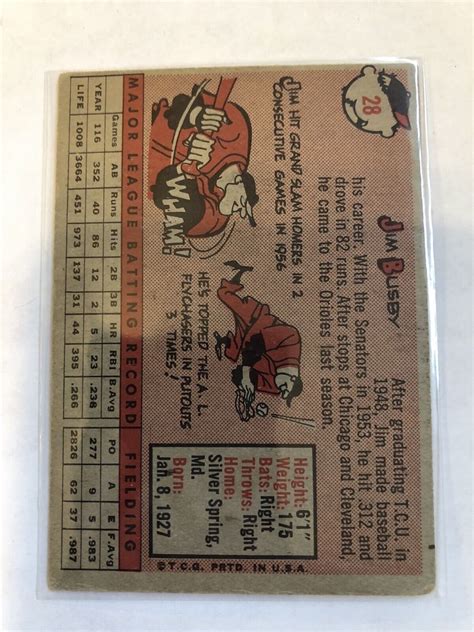 28
JIM BUSBY
After graduating T.C.U. in
1948, Jim made baseball
his career. With the Senators in 1953, he hit .312 and
drove in 82 runs. After stops at Chicago and Cleveland,
he came to the Orioles last season.
JIM HIT GRAND SLAM HOMERS IN 2
CONSECUTIVE GAMES IN 1956
WHAM!
HE'S TOPPED THE A.L.
FLYCHASERS IN PUTOUTS
3 TIMES!
Height: 6'1"
Weight: 175
Bats: Right
Throws: Right
Home:
Silver Spring,
Md.
Born:
Jan. 8, 1927
©T.C.G. PRTD. IN U.S.A.
MAJOR LEAGUE BATTING RECORD FIELDING
Games AB Runs Hits 2B 3B HR RBI B.Avg PO A E F.Avg
YEAR 116 352 40 86 12 2 5 23 .238 277 9 5 .983
LIFE 1008 3664 451 973 137 31 44 395 .266 2826 62 37 .987